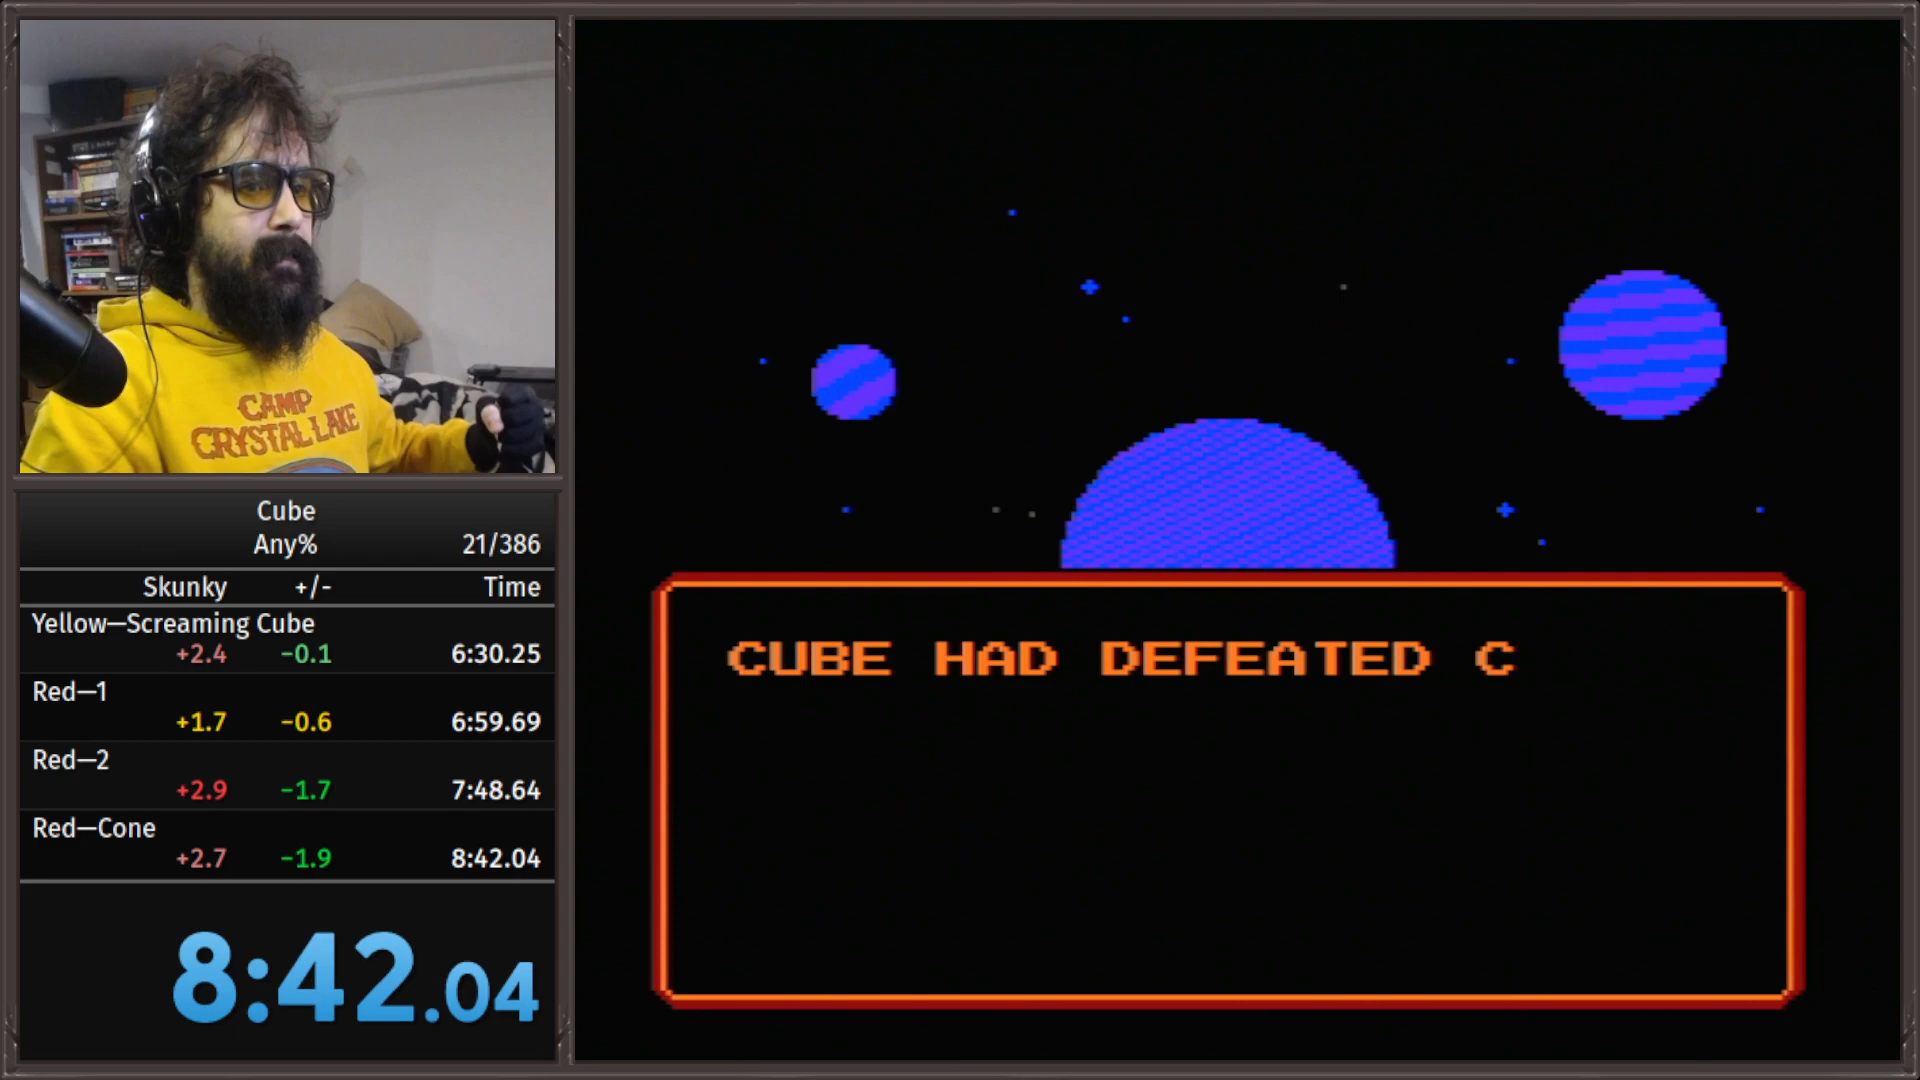 CAMP
CRYSTAL LAKE
Cube
Any% 21/386
Skunky +/- Time
Yellow—Screaming Cube
+2.4 −0.1 6:30.25
Red—1
+1.7 −0.6 6:59.69
Red—2
+2.9 −1.7 7:48.64
Red—Cone
+2.7 −1.9 8:42.04
8:42.04
CUBE HAD DEFEATED C